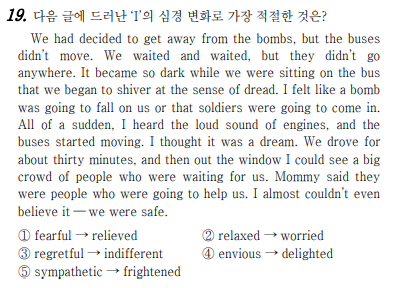 19. 다음 글에 드러난 'I'의 심경 변화로 가장 적절한 것은?
We had decided to get away from the bombs, but the buses
didn't move. We waited and waited, but they didn't go
anywhere. It became so dark while we were sitting on the bus
that we began to shiver at the sense of dread. I felt like a bomb
was going to fall on us or that soldiers were going to come in.
All of a sudden, I heard the loud sound of engines, and the
buses started moving. I thought it was a dream. We drove for
about thirty minutes, and then out the window I could see a big
crowd of people who were waiting for us. Mommy said they
were people who were going to help us. I almost couldn't even
believe it — we were safe.
① fearful → relieved ② relaxed → worried
③ regretful → indifferent ④ envious → delighted
⑤ sympathetic → frightened